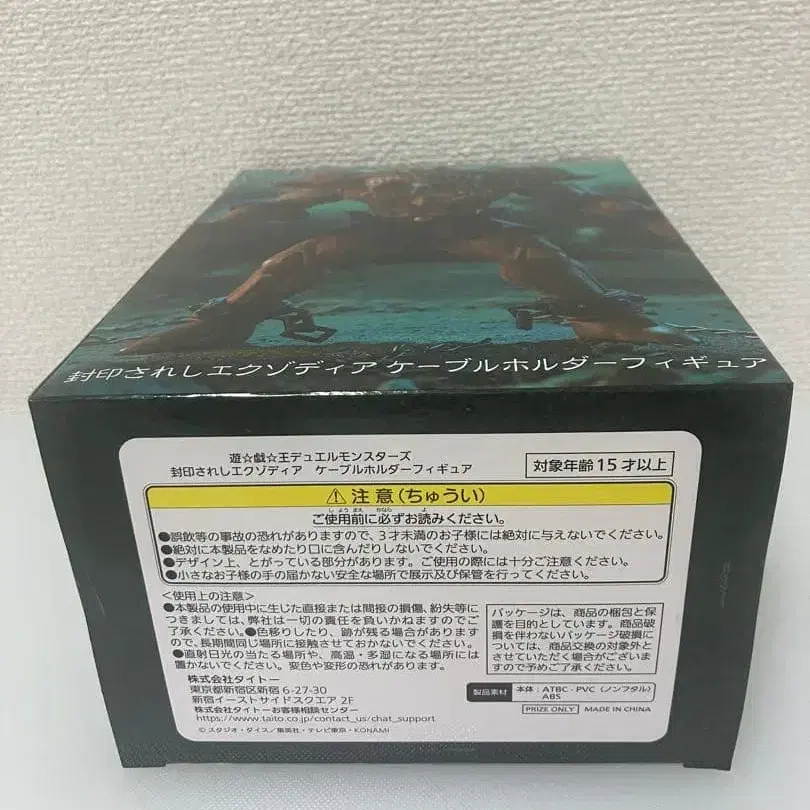 封印されしエクゾディア ケーブルホルダーフィギュア
遊☆戯☆王デュエルモンスターズ
封印されしエクゾディア　ケーブルホルダーフィギュア
対象年齢15才以上
⚠注意(ちゅうい)
しょうまえ かなら よ
ご使用前に必ずお読みください。
●誤飲等の事故の恐れがありますので、3才未満のお子様には絶対に与えないでください。
●絶対に本製品をなめたり口に含んだりしないでください。
●デザイン上、とがっている部分があります。ご使用の際には十分ご注意ください。
●小さなお子様の手の届かない安全な場所で展示及び保管を行ってください。
＜使用上の注意＞
●本製品の使用中に生じた直接または間接の損傷、紛失等に
つきましては、弊社は一切の責任を負いかねますのでご
了承ください。●色移りしたり、跡が残る場合があります
ので、長期間同じ場所に接触させておかないでください。
●直射日光の当たる場所や、高温・多湿になる場所には
置かないでください。変色や変形の恐れがあります。
パッケージは、商品の梱包と保
護を目的としています。商品破
損を伴わないパッケージ破損に
ついては、商品交換の対象外と
させていただく場合がございま
すので予めご了承ください。
株式会社タイトー
東京都新宿区新宿 6-27-30
新宿イーストサイドスクエア 2F
株式会社タイトーお客様相談センター
https://www.taito.co.jp/contact_us/chat_support
© スタジオ・ダイス／集英社・テレビ東京・KONAMI
製品素材 本体：ATBC-PVC（ノンフタル）
ABS
PRIZE ONLY MADE IN CHINA